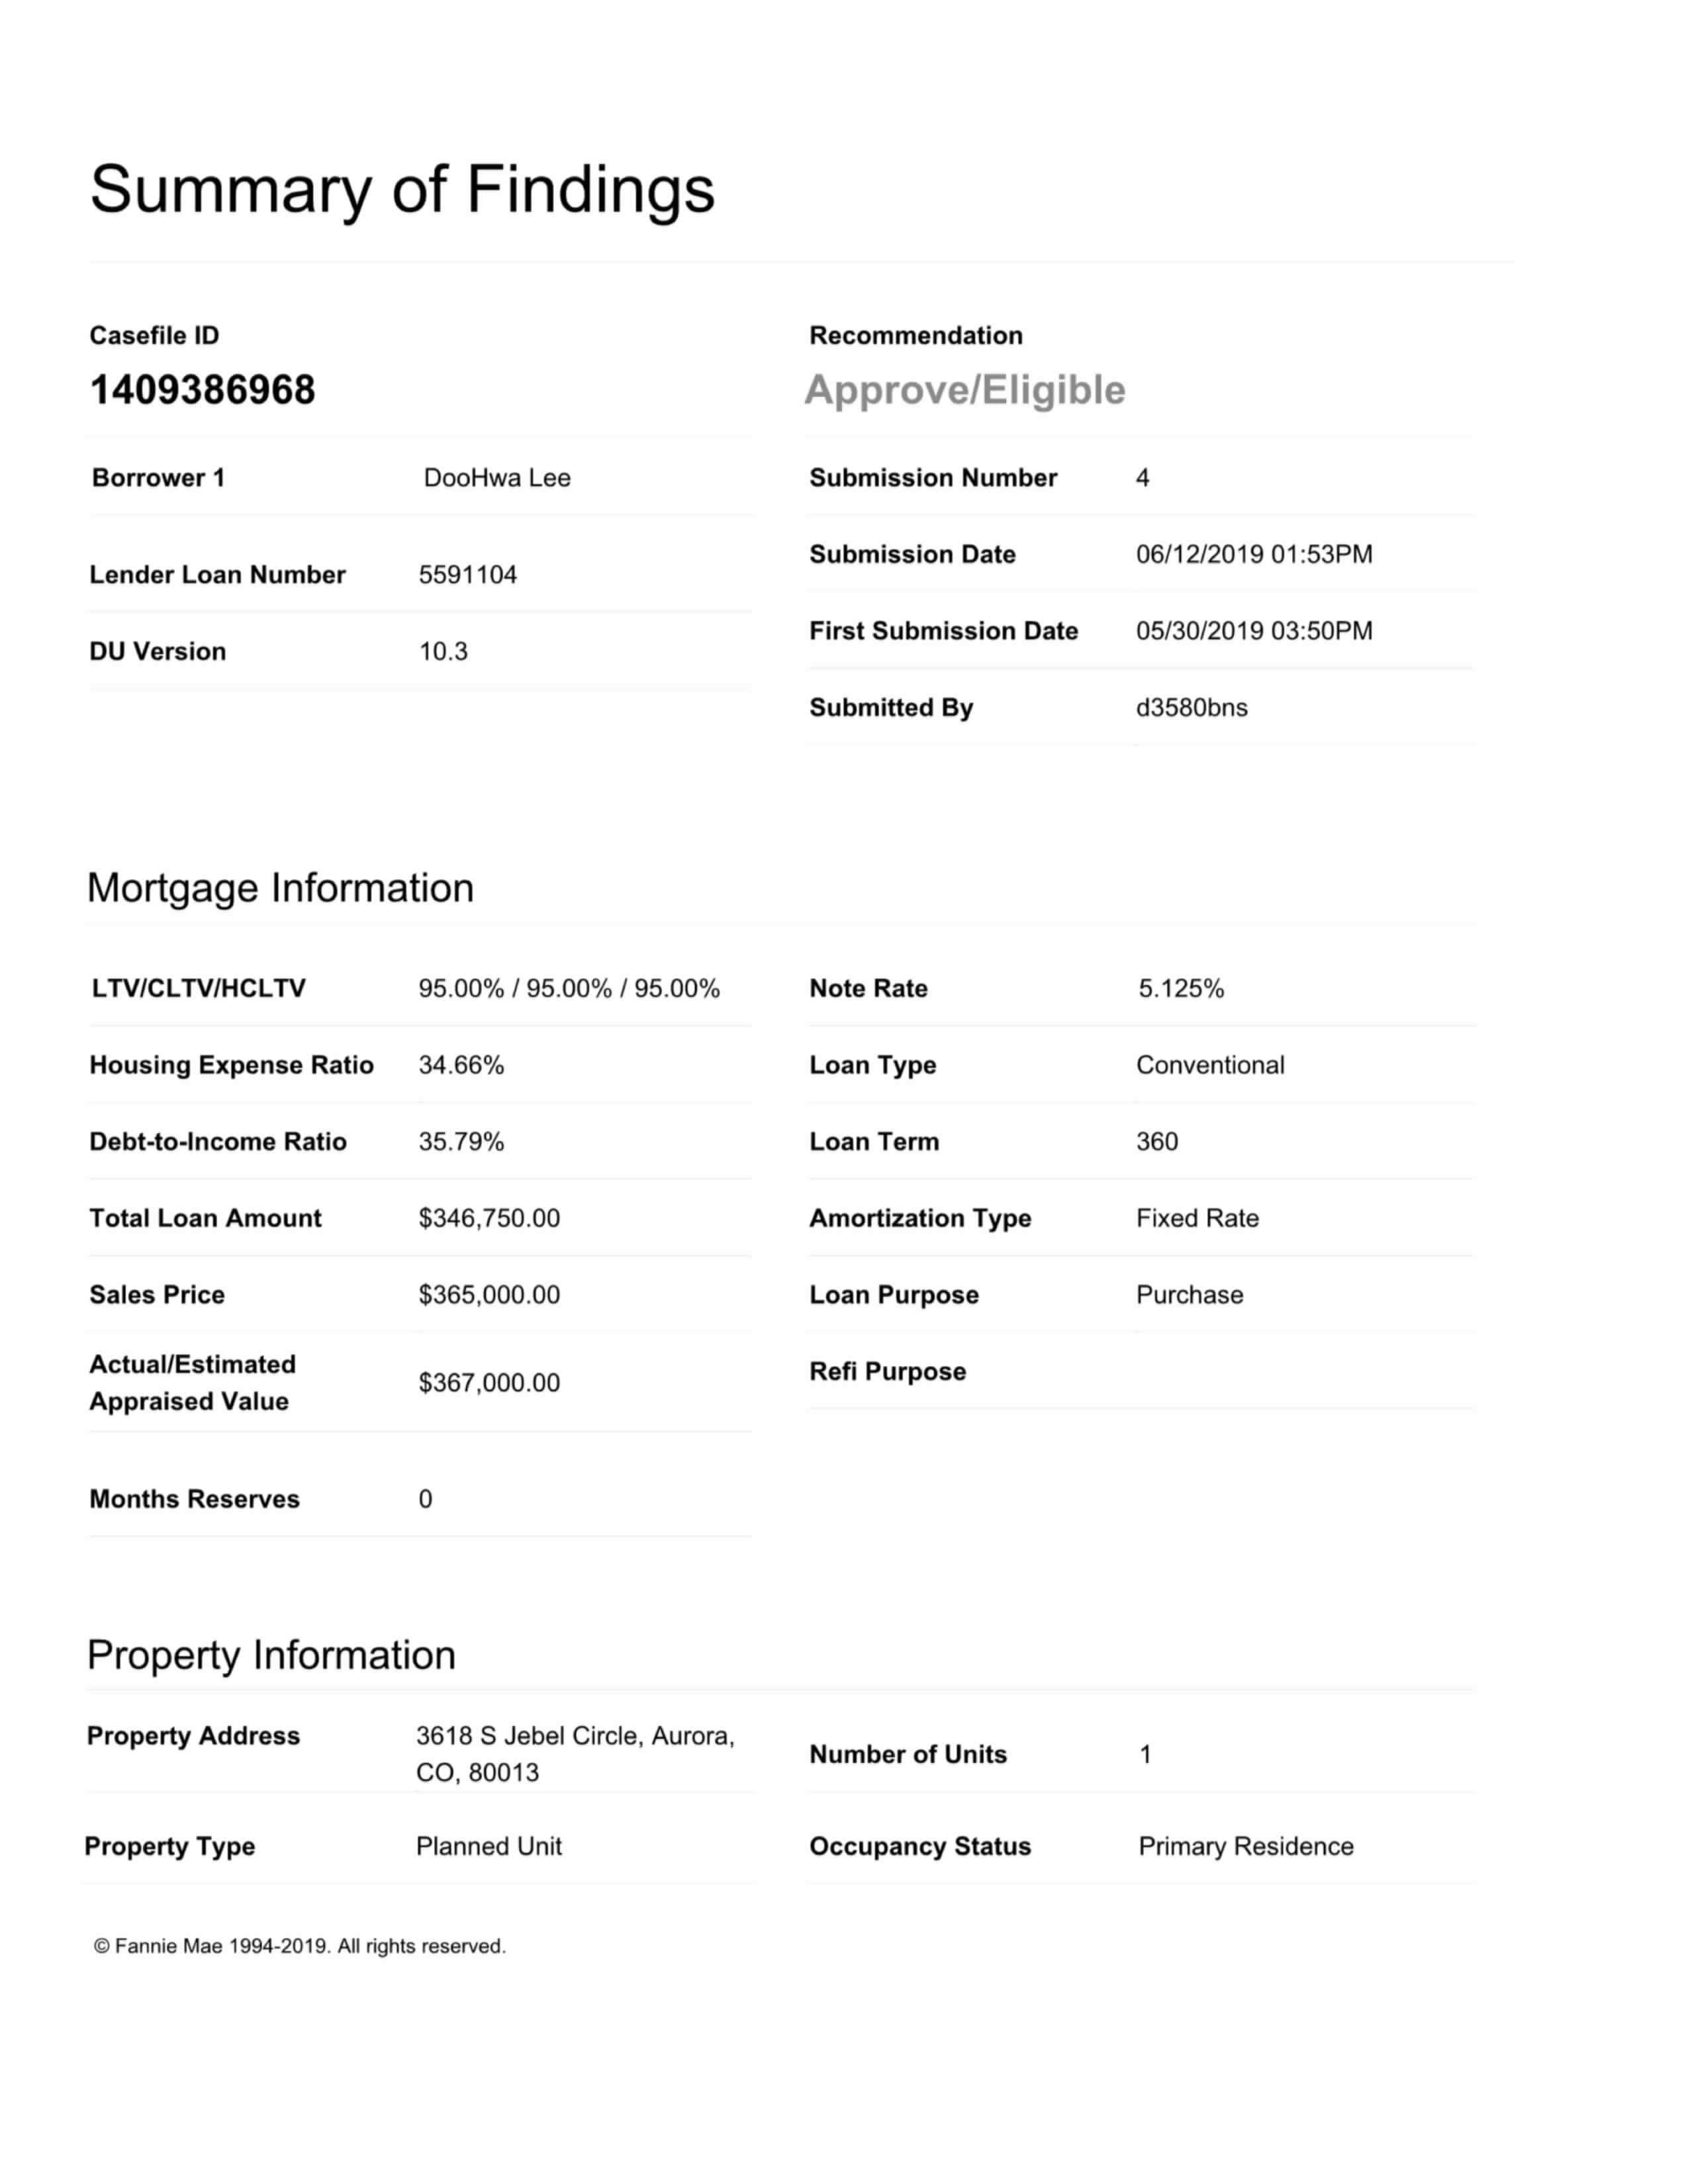 Summary of Findings
Casefile ID
1409386968
Recommendation
Approve/Eligible
Borrower 1 DooHwa Lee
Lender Loan Number 5591104
DU Version 10.3
Submission Number 4
Submission Date 06/12/2019 01:53PM
First Submission Date 05/30/2019 03:50PM
Submitted By d3580bns
Mortgage Information
LTV/CLTV/HCLTV 95.00% / 95.00% / 95.00%
Housing Expense Ratio 34.66%
Debt-to-Income Ratio 35.79%
Total Loan Amount $346,750.00
Sales Price $365,000.00
Actual/Estimated
Appraised Value $367,000.00
Months Reserves 0
Note Rate 5.125%
Loan Type Conventional
Loan Term 360
Amortization Type Fixed Rate
Loan Purpose Purchase
Refi Purpose
Property Information
Property Address 3618 S Jebel Circle, Aurora,
CO, 80013
Property Type Planned Unit
Number of Units 1
Occupancy Status Primary Residence
© Fannie Mae 1994-2019. All rights reserved.